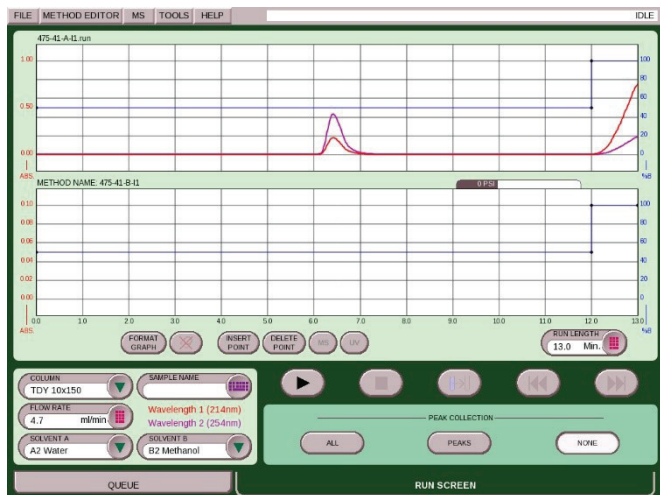 FILE METHOD EDITOR MS TOOLS HELP IDLE
475-41-A-I1.run
1.00 100
80
60
0.50
40
20
0.00 0
ABS. %B
METHOD NAME: 475-41-B-I1 0 PSI
0.10 100
0.08 80
0.06 60
0.04 40
0.02 20
0.00 0
0.0 1.0 2.0 3.0 4.0 5.0 6.0 7.0 8.0 9.0 10.0 11.0 12.0 13.0
ABS. %B
FORMAT GRAPH
INSERT POINT
DELETE POINT
MS
UV
RUN LENGTH
13.0 Min.
COLUMN
TDY 10x150
SAMPLE NAME
FLOW RATE
4.7 ml/min
Wavelength 1 (214nm)
Wavelength 2 (254nm)
SOLVENT A
A2 Water
SOLVENT B
B2 Methanol
PEAK COLLECTION
ALL PEAKS NONE
QUEUE RUN SCREEN